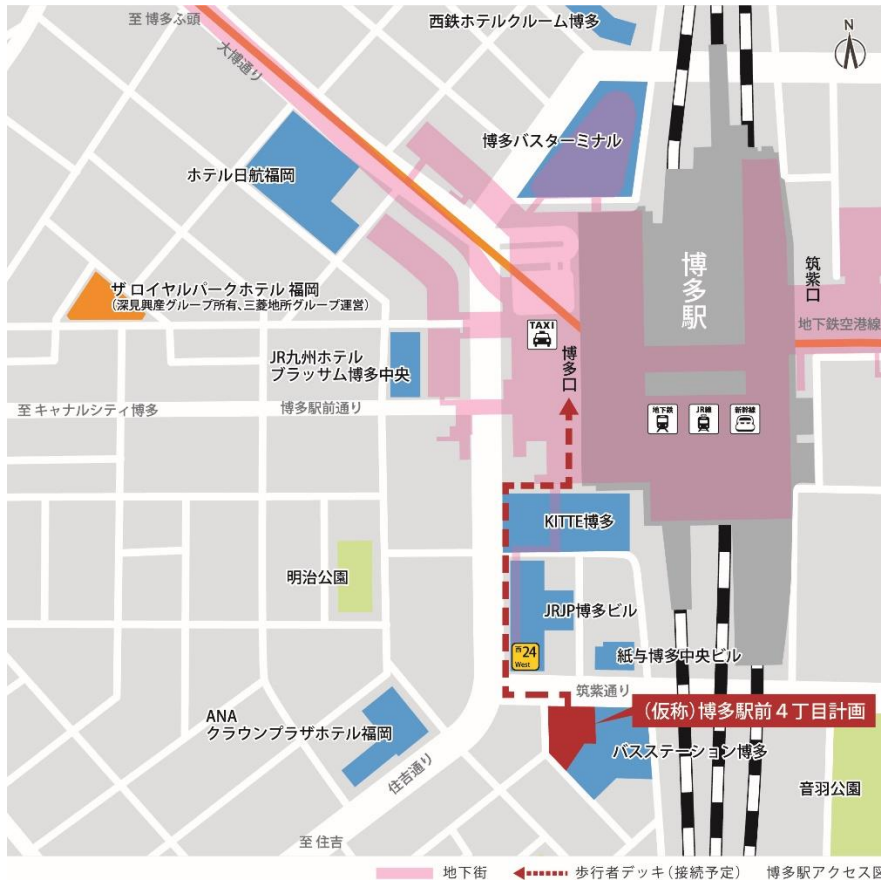 至 博多ふ頭
大博通り
西鉄ホテルクルーム博多
N
博多バスターミナル
ホテル日航福岡
博多駅
筑紫口
ザ ロイヤルパークホテル 福岡
(深見興産グループ所有、三菱地所グループ運営)
TAXI
博多口
地下鉄空港線
JR九州ホテル
ブラッサム博多中央
至 キャナルシティ博多
博多駅前通り
地下鉄
JR線
新幹線
KITTE博多
明治公園
JRJP博多ビル
西24
West
紙与博多中央ビル
筑紫通り
(仮称)博多駅前4丁目計画
ANA
クラウンプラザホテル福岡
バスステーション博多
住吉通り
音羽公園
至 住吉
地下街
歩行者デッキ(接続予定)
博多駅アクセス図